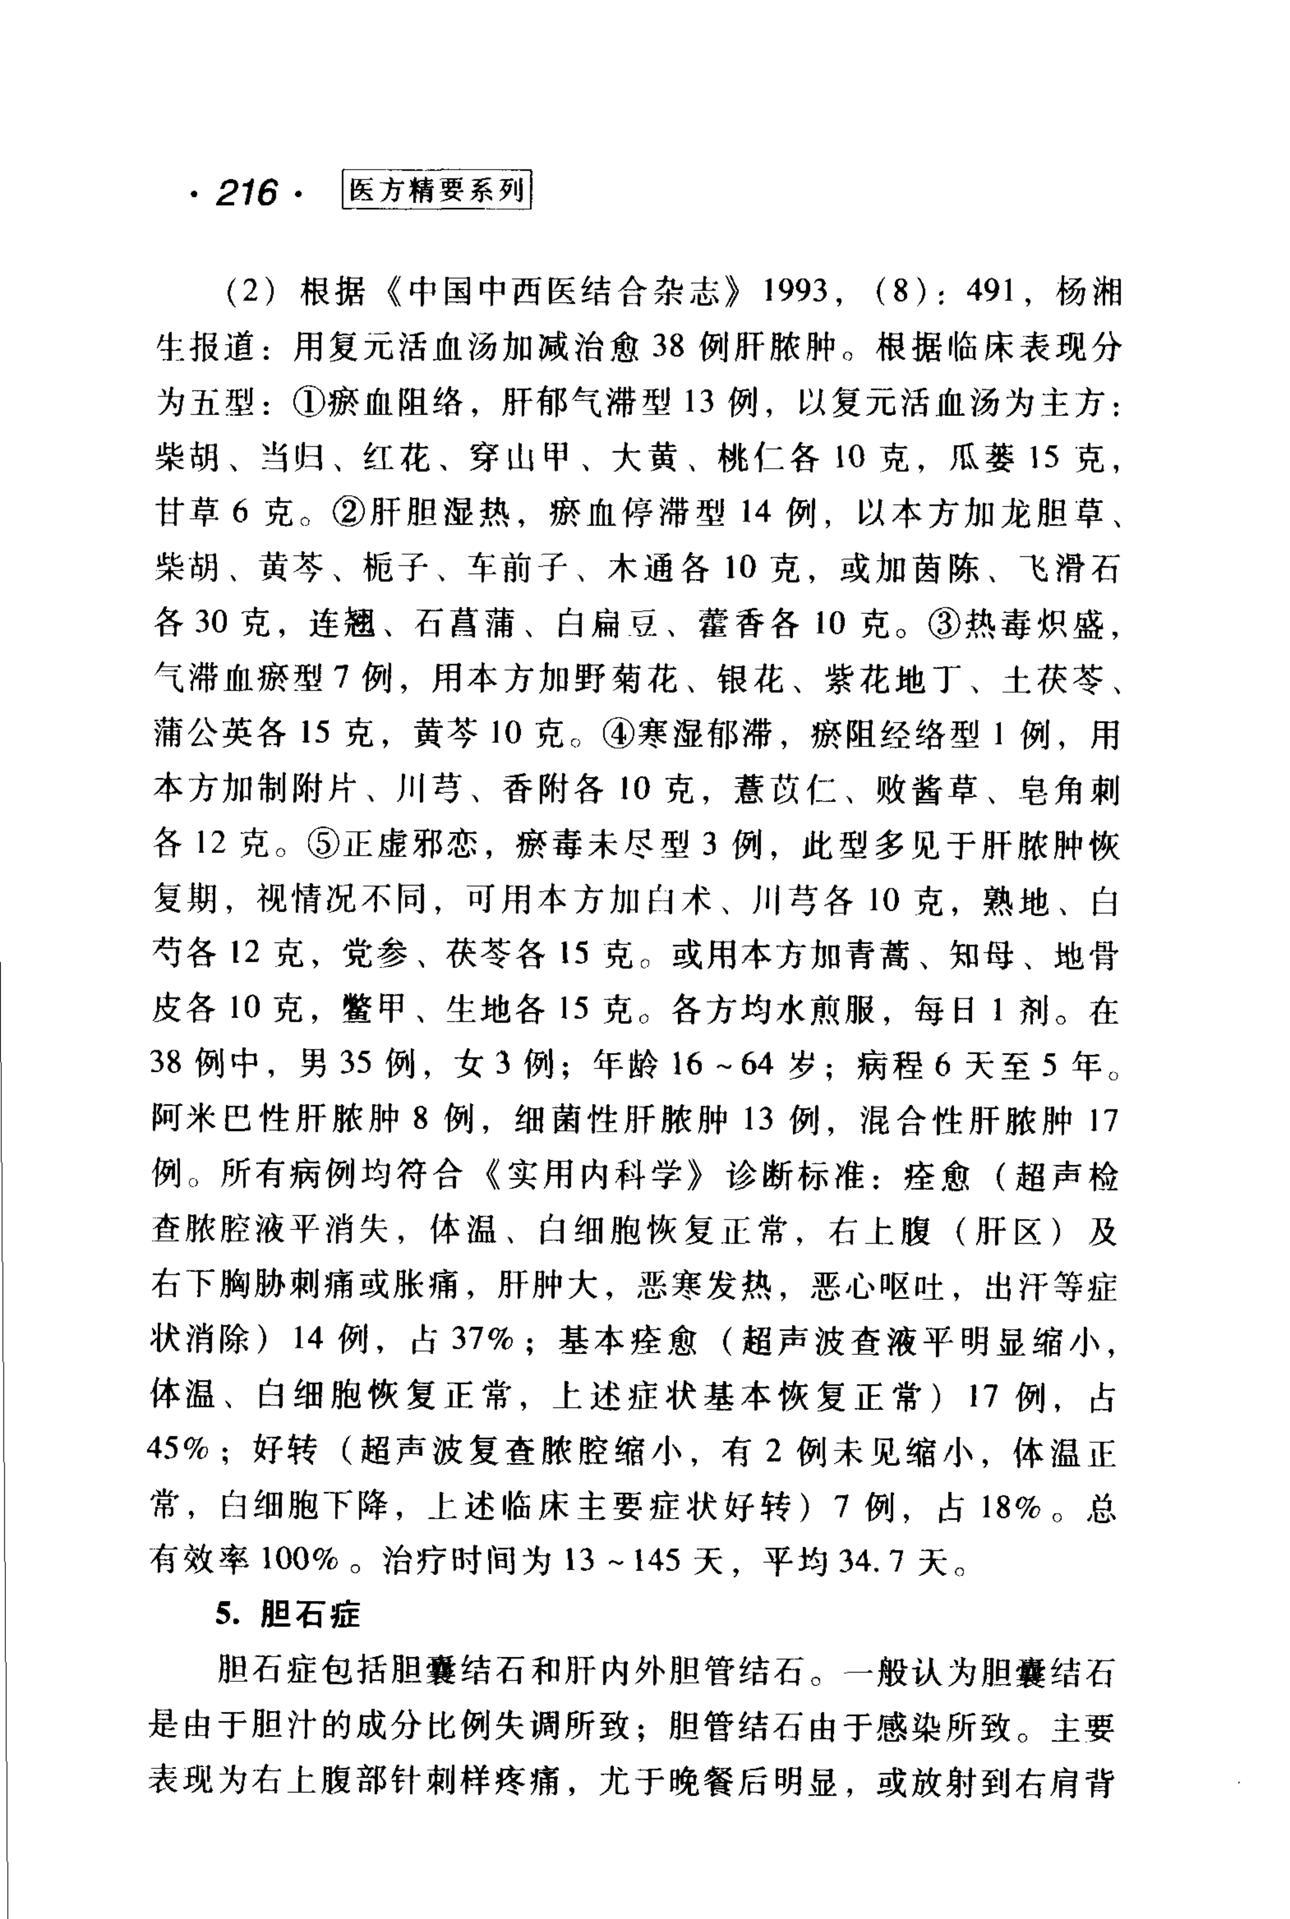 ·216· 医方精要系列
(2) 根据《中国中西医结合杂志》1993,(8):491,杨湘
生报道:用复元活血汤加减治愈 38 例肝脓肿。根据临床表现分
为五型:①瘀血阻络,肝郁气滞型 13 例,以复元活血汤为主方:
柴胡、当归、红花、穿山甲、大黄、桃仁各 10 克,瓜蒌 15 克,
甘草 6 克。②肝胆湿热,瘀血停滞型 14 例,以本方加龙胆草、
柴胡、黄芩、栀子、车前子、木通各 10 克,或加茵陈、飞滑石
各 30 克,连翘、石菖蒲、白扁豆、藿香各 10 克。③热毒炽盛,
气滞血瘀型 7 例,用本方加野菊花、银花、紫花地丁、土茯苓、
蒲公英各 15 克,黄芩 10 克。④寒湿郁滞,瘀阻经络型 1 例,用
本方加制附片、川芎、香附各 10 克,薏苡仁、败酱草、皂角刺
各 12 克。⑤正虚邪恋,瘀毒未尽型 3 例,此型多见于肝脓肿恢
复期,视情况不同,可用本方加白术、川芎各 10 克,熟地、白
芍各 12 克,党参、茯苓各 15 克。或用本方加青蒿、知母、地骨
皮各 10 克,鳖甲、生地各 15 克。各方均水煎服,每日 1 剂。在
38 例中,男 35 例,女 3 例;年龄 16~64 岁;病程 6 天至 5 年。
阿米巴性肝脓肿 8 例,细菌性肝脓肿 13 例,混合性肝脓肿 17
例。所有病例均符合《实用内科学》诊断标准:痊愈(超声检
查脓腔液平消失,体温、白细胞恢复正常,右上腹(肝区)及
右下胸胁刺痛或胀痛,肝肿大,恶寒发热,恶心呕吐,出汗等症
状消除)14 例,占 37%;基本痊愈(超声波查液平明显缩小,
体温、白细胞恢复正常,上述症状基本恢复正常)17 例,占
45%;好转(超声波复查脓腔缩小,有 2 例未见缩小,体温正
常,白细胞下降,上述临床主要症状好转)7 例,占 18%。总
有效率 100%。治疗时间为 13~145 天,平均 34.7 天。
5. 胆石症
胆石症包括胆囊结石和肝内外胆管结石。一般认为胆囊结石
是由于胆汁的成分比例失调所致;胆管结石由于感染所致。主要
表现为右上腹部针刺样疼痛,尤于晚餐后明显,或放射到右肩背